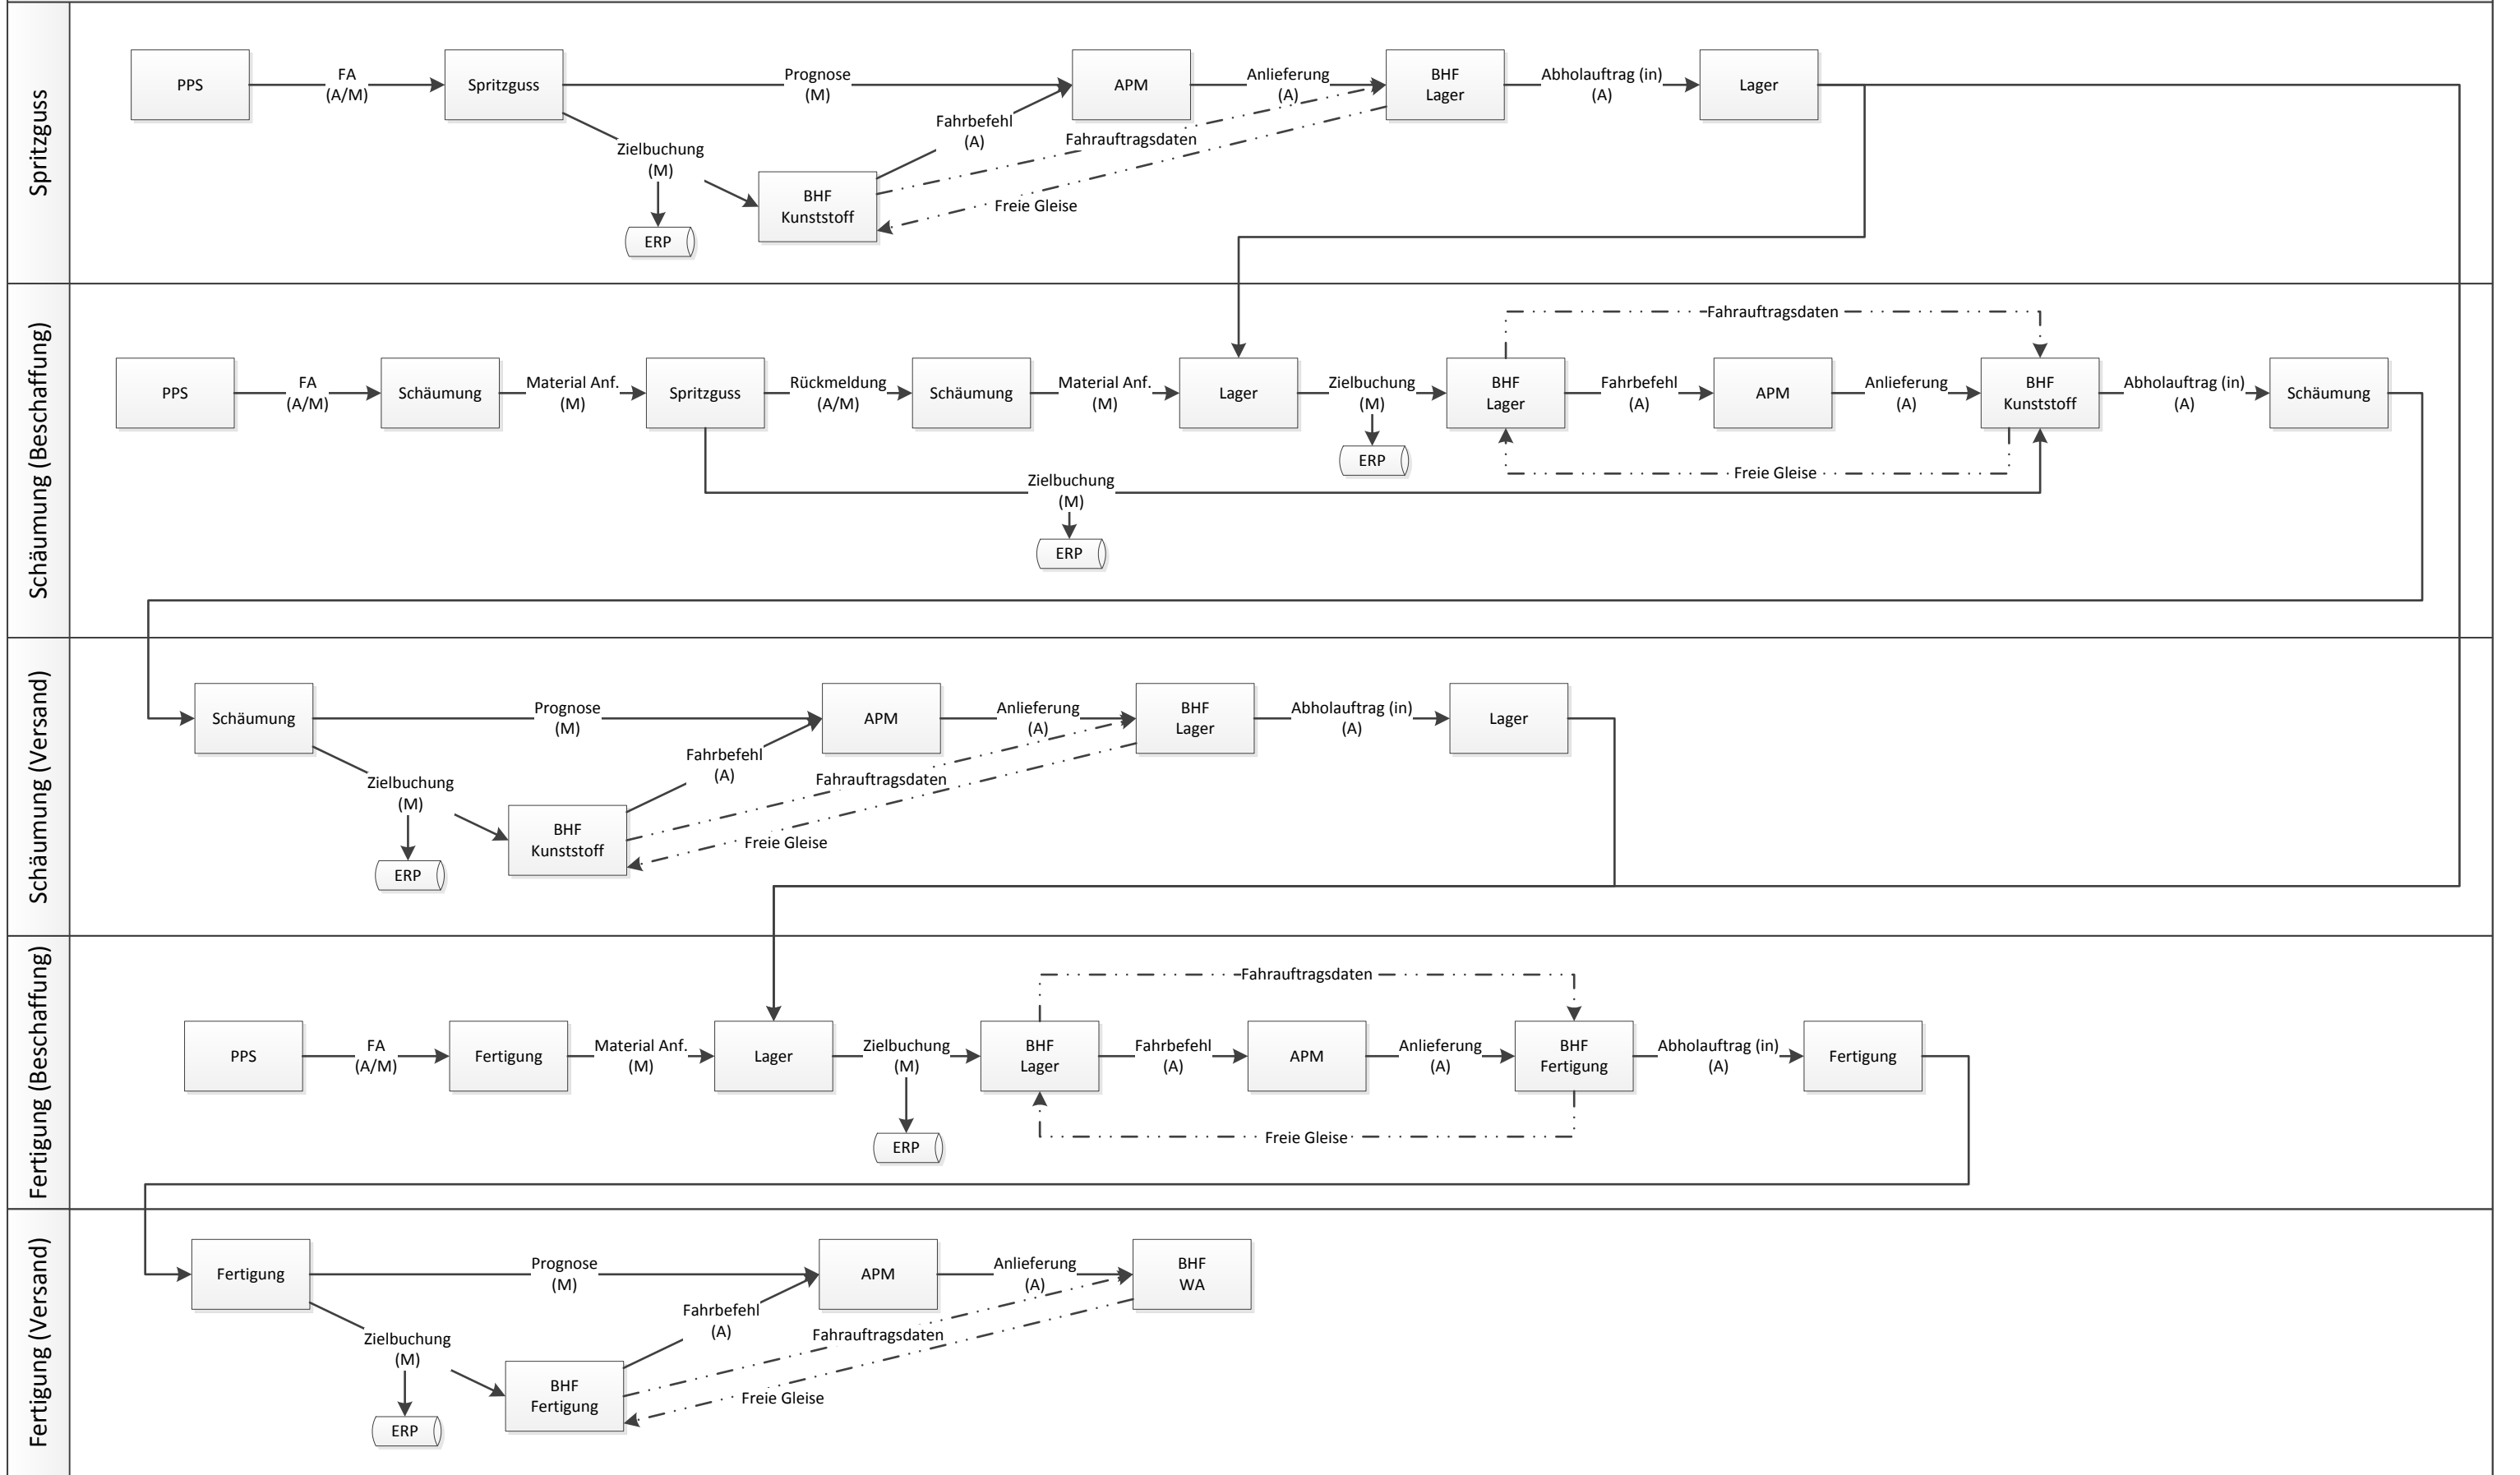 Spritzguss
PPS
FA
(A/M)
Spritzguss
Prognose
(M)
APM
Anlieferung
(A)
BHF
Lager
Abholauftrag (in)
(A)
Lager
Zielbuchung
(M)
ERP
BHF
Kunststoff
Fahrbefehl
(A)
Fahrauftragsdaten
Freie Gleise
Schäumung (Beschaffung)
Fahrauftragsdaten
PPS
FA
(A/M)
Schäumung
Material Anf.
(M)
Spritzguss
Rückmeldung
(A/M)
Schäumung
Material Anf.
(M)
Lager
Zielbuchung
(M)
ERP
BHF
Lager
Fahrbefehl
(A)
APM
Anlieferung
(A)
BHF
Kunststoff
Abholauftrag (in)
(A)
Schäumung
Freie Gleise
Zielbuchung
(M)
ERP
Schäumung (Versand)
Schäumung
Prognose
(M)
APM
Anlieferung
(A)
BHF
Lager
Abholauftrag (in)
(A)
Lager
Zielbuchung
(M)
ERP
BHF
Kunststoff
Fahrbefehl
(A)
Fahrauftragsdaten
Freie Gleise
Fertigung (Beschaffung)
Fahrauftragsdaten
PPS
FA
(A/M)
Fertigung
Material Anf.
(M)
Lager
Zielbuchung
(M)
ERP
BHF
Lager
Fahrbefehl
(A)
APM
Anlieferung
(A)
BHF
Fertigung
Abholauftrag (in)
(A)
Fertigung
Freie Gleise
Fertigung (Versand)
Fertigung
Prognose
(M)
APM
Anlieferung
(A)
BHF
WA
Zielbuchung
(M)
ERP
BHF
Fertigung
Fahrbefehl
(A)
Fahrauftragsdaten
Freie Gleise